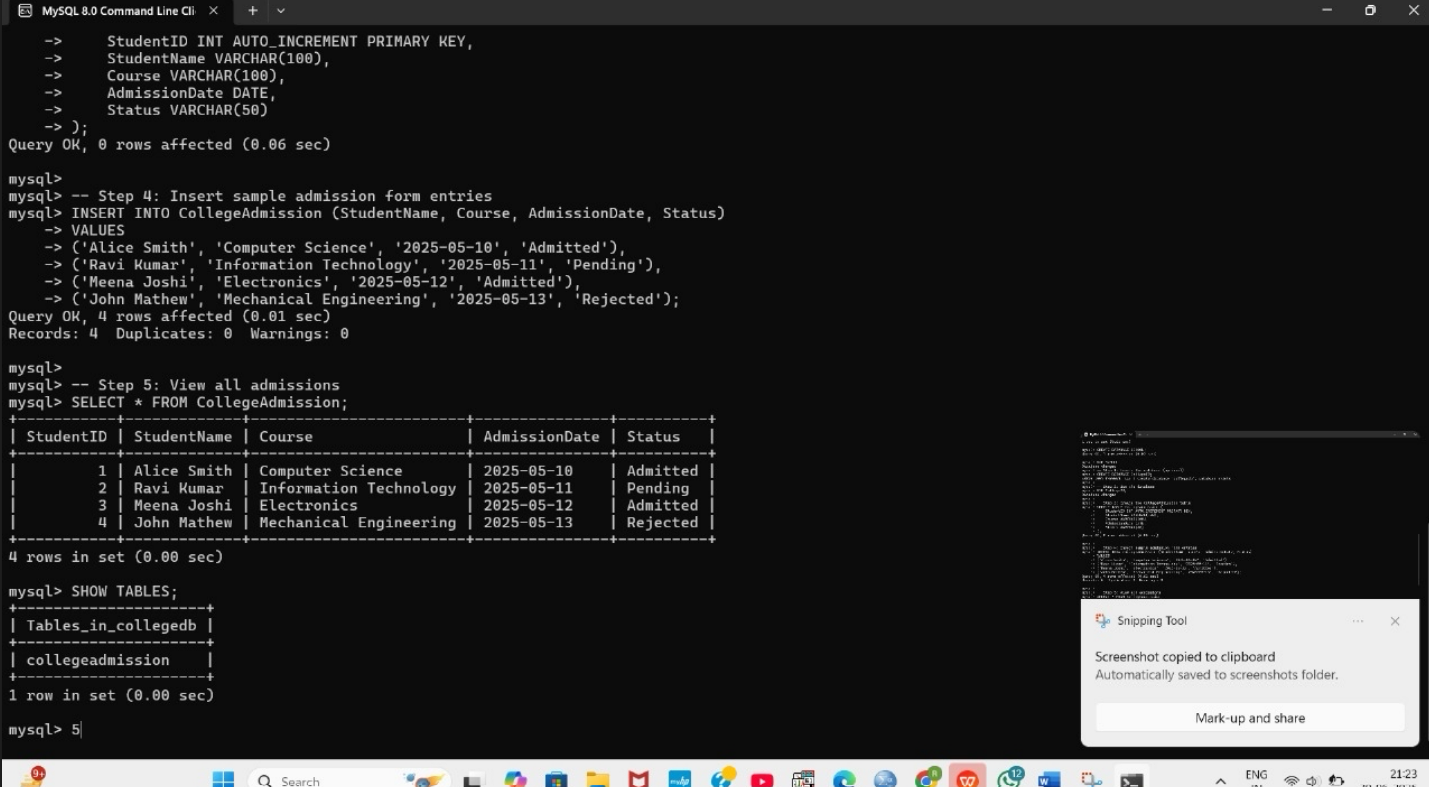 MySQL 8.0 Command Line Cli
-> StudentID INT AUTO_INCREMENT PRIMARY KEY,
-> StudentName VARCHAR(100),
-> Course VARCHAR(100),
-> AdmissionDate DATE,
-> Status VARCHAR(50)
-> );
Query OK, 0 rows affected (0.06 sec)
mysql>
mysql> -- Step 4: Insert sample admission form entries
mysql> INSERT INTO CollegeAdmission (StudentName, Course, AdmissionDate, Status)
-> VALUES
-> ('Alice Smith', 'Computer Science', '2025-05-10', 'Admitted'),
-> ('Ravi Kumar', 'Information Technology', '2025-05-11', 'Pending'),
-> ('Meena Joshi', 'Electronics', '2025-05-12', 'Admitted'),
-> ('John Mathew', 'Mechanical Engineering', '2025-05-13', 'Rejected');
Query OK, 4 rows affected (0.01 sec)
Records: 4  Duplicates: 0  Warnings: 0
mysql>
mysql> -- Step 5: View all admissions
mysql> SELECT * FROM CollegeAdmission;
| StudentID | StudentName | Course | AdmissionDate | Status |
| 1 | Alice Smith | Computer Science | 2025-05-10 | Admitted |
| 2 | Ravi Kumar | Information Technology | 2025-05-11 | Pending |
| 3 | Meena Joshi | Electronics | 2025-05-12 | Admitted |
| 4 | John Mathew | Mechanical Engineering | 2025-05-13 | Rejected |
4 rows in set (0.00 sec)
mysql> SHOW TABLES;
| Tables_in_collegedb |
| collegeadmission |
1 row in set (0.00 sec)
mysql> 5
Snipping Tool
Screenshot copied to clipboard
Automatically saved to screenshots folder.
Mark-up and share
9+
Search
12
ENG
21:23